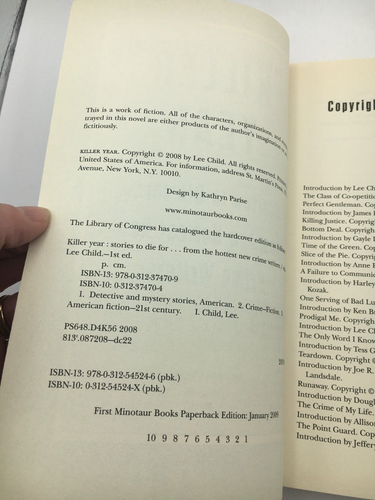 This is a work of fiction. All of the characters, organizations, and
trayed in this novel are either products of the author's imagination or
fictitiously.
KILLER YEAR. Copyright © 2008 by Lee Child. All rights reserved.
United States of America. For information, address St. Martin's
Avenue, New York, N.Y. 10010.
Design by Kathryn Parise
www.minotaurbooks.com
The Library of Congress has catalogued the hardcover edition as
Killer year : stories to die for . . . from the hottest new crime writers
Lee Child.—1st ed.
p. cm.
ISBN-13: 978-0-312-37470-9
ISBN-10: 0-312-37470-4
1. Detective and mystery stories, American. 2. Crime–Fiction.
American fiction—21st century. I. Child, Lee.
PS648.D4K56 2008
813'.087208—dc22
ISBN-13: 978-0-312-54524-6 (pbk.)
ISBN-10: 0-312-54524-X (pbk.)
First Minotaur Books Paperback Edition: January 2009
10 9 8 7 6 5 4 3 2 1
Copyrig
Introduction by Lee Ch
The Class of Co-opetiti
Perfect Gentleman. Cop
Introduction by James
Killing Justice. Copyrig
Bottom Deal. Copyright
Introduction by Gayle
Time of the Green. Cop
Slice of the Pie. Copyrig
Introduction by Anne
A Failure to Communic
Introduction by Harley
Kozak.
One Serving of Bad Lu
Introduction by Ken B
Prodigal Me. Copyright
Introduction by Lee Ch
The Only Word I Know
Introduction by Tess G
Teardown. Copyright ©
Introduction by Joe R.
Landsdale.
Runaway. Copyright ©
Introduction by Doug
The Crime of My Life.
Introduction by Allison
The Point Guard. Cop
Introduction by Jeffer